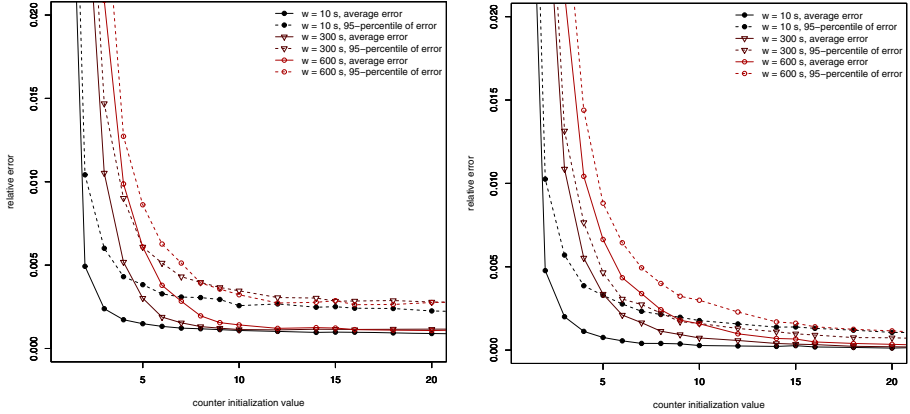 w = 10 s, average error
w = 10 s, 95−percentile of error
w = 300 s, average error
w = 300 s, 95−percentile of error
w = 600 s, average error
w = 600 s, 95−percentile of error
0.020
0.015
0.010
0.005
0.000
relative error
5
10
15
20
counter initialization value
w = 10 s, average error
w = 10 s, 95−percentile of error
w = 300 s, average error
w = 300 s, 95−percentile of error
w = 600 s, average error
w = 600 s, 95−percentile of error
0.020
0.015
0.010
0.005
0.000
relative error
5
10
15
20
counter initialization value